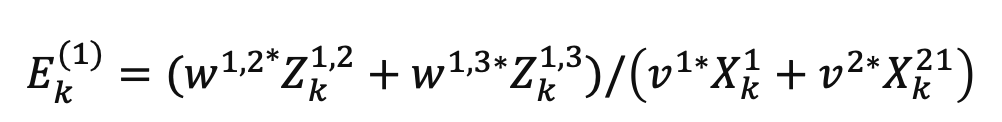 E_k^{(1)} = (w^{1,2*}Z_k^{1,2} + w^{1,3*}Z_k^{1,3})/(v^{1*}X_k^1 + v^{2*}X_k^{21})